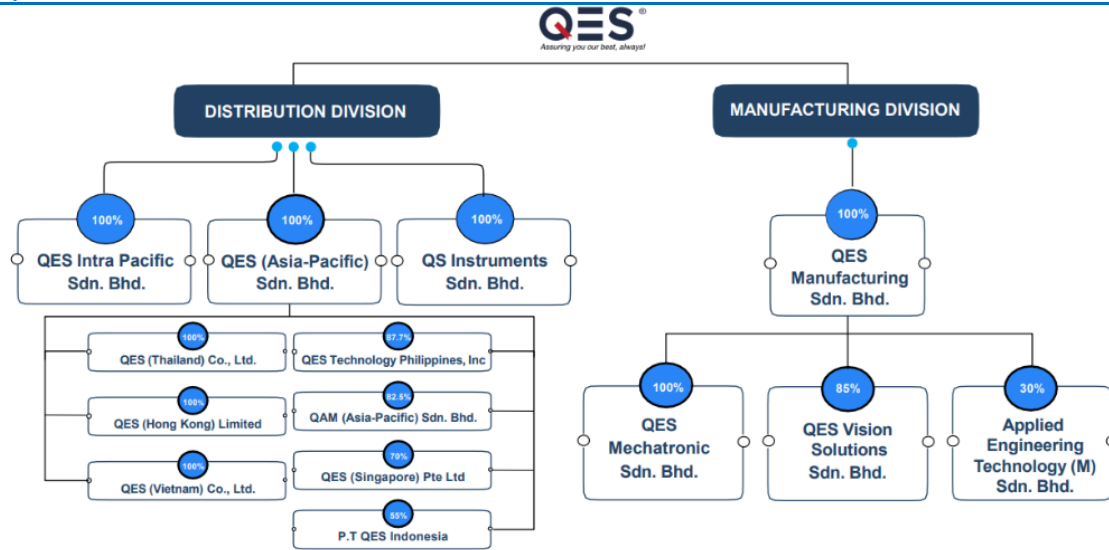 QES®
Assuring you our best, always!
DISTRIBUTION DIVISION
MANUFACTURING DIVISION
100%
QES Intra Pacific
Sdn. Bhd.
100%
QES (Asia-Pacific)
Sdn. Bhd.
100%
QS Instruments
Sdn. Bhd.
100%
QES
Manufacturing
Sdn. Bhd.
100%
QES (Thailand) Co., Ltd.
87.7%
QES Technology Philippines, Inc
100%
QES (Hong Kong) Limited
82.5%
QAM (Asia-Pacific) Sdn. Bhd.
100%
QES (Vietnam) Co., Ltd.
70%
QES (Singapore) Pte Ltd
55%
P.T QES Indonesia
100%
QES
Mechatronic
Sdn. Bhd.
85%
QES Vision
Solutions
Sdn. Bhd.
30%
Applied
Engineering
Technology (M)
Sdn. Bhd.